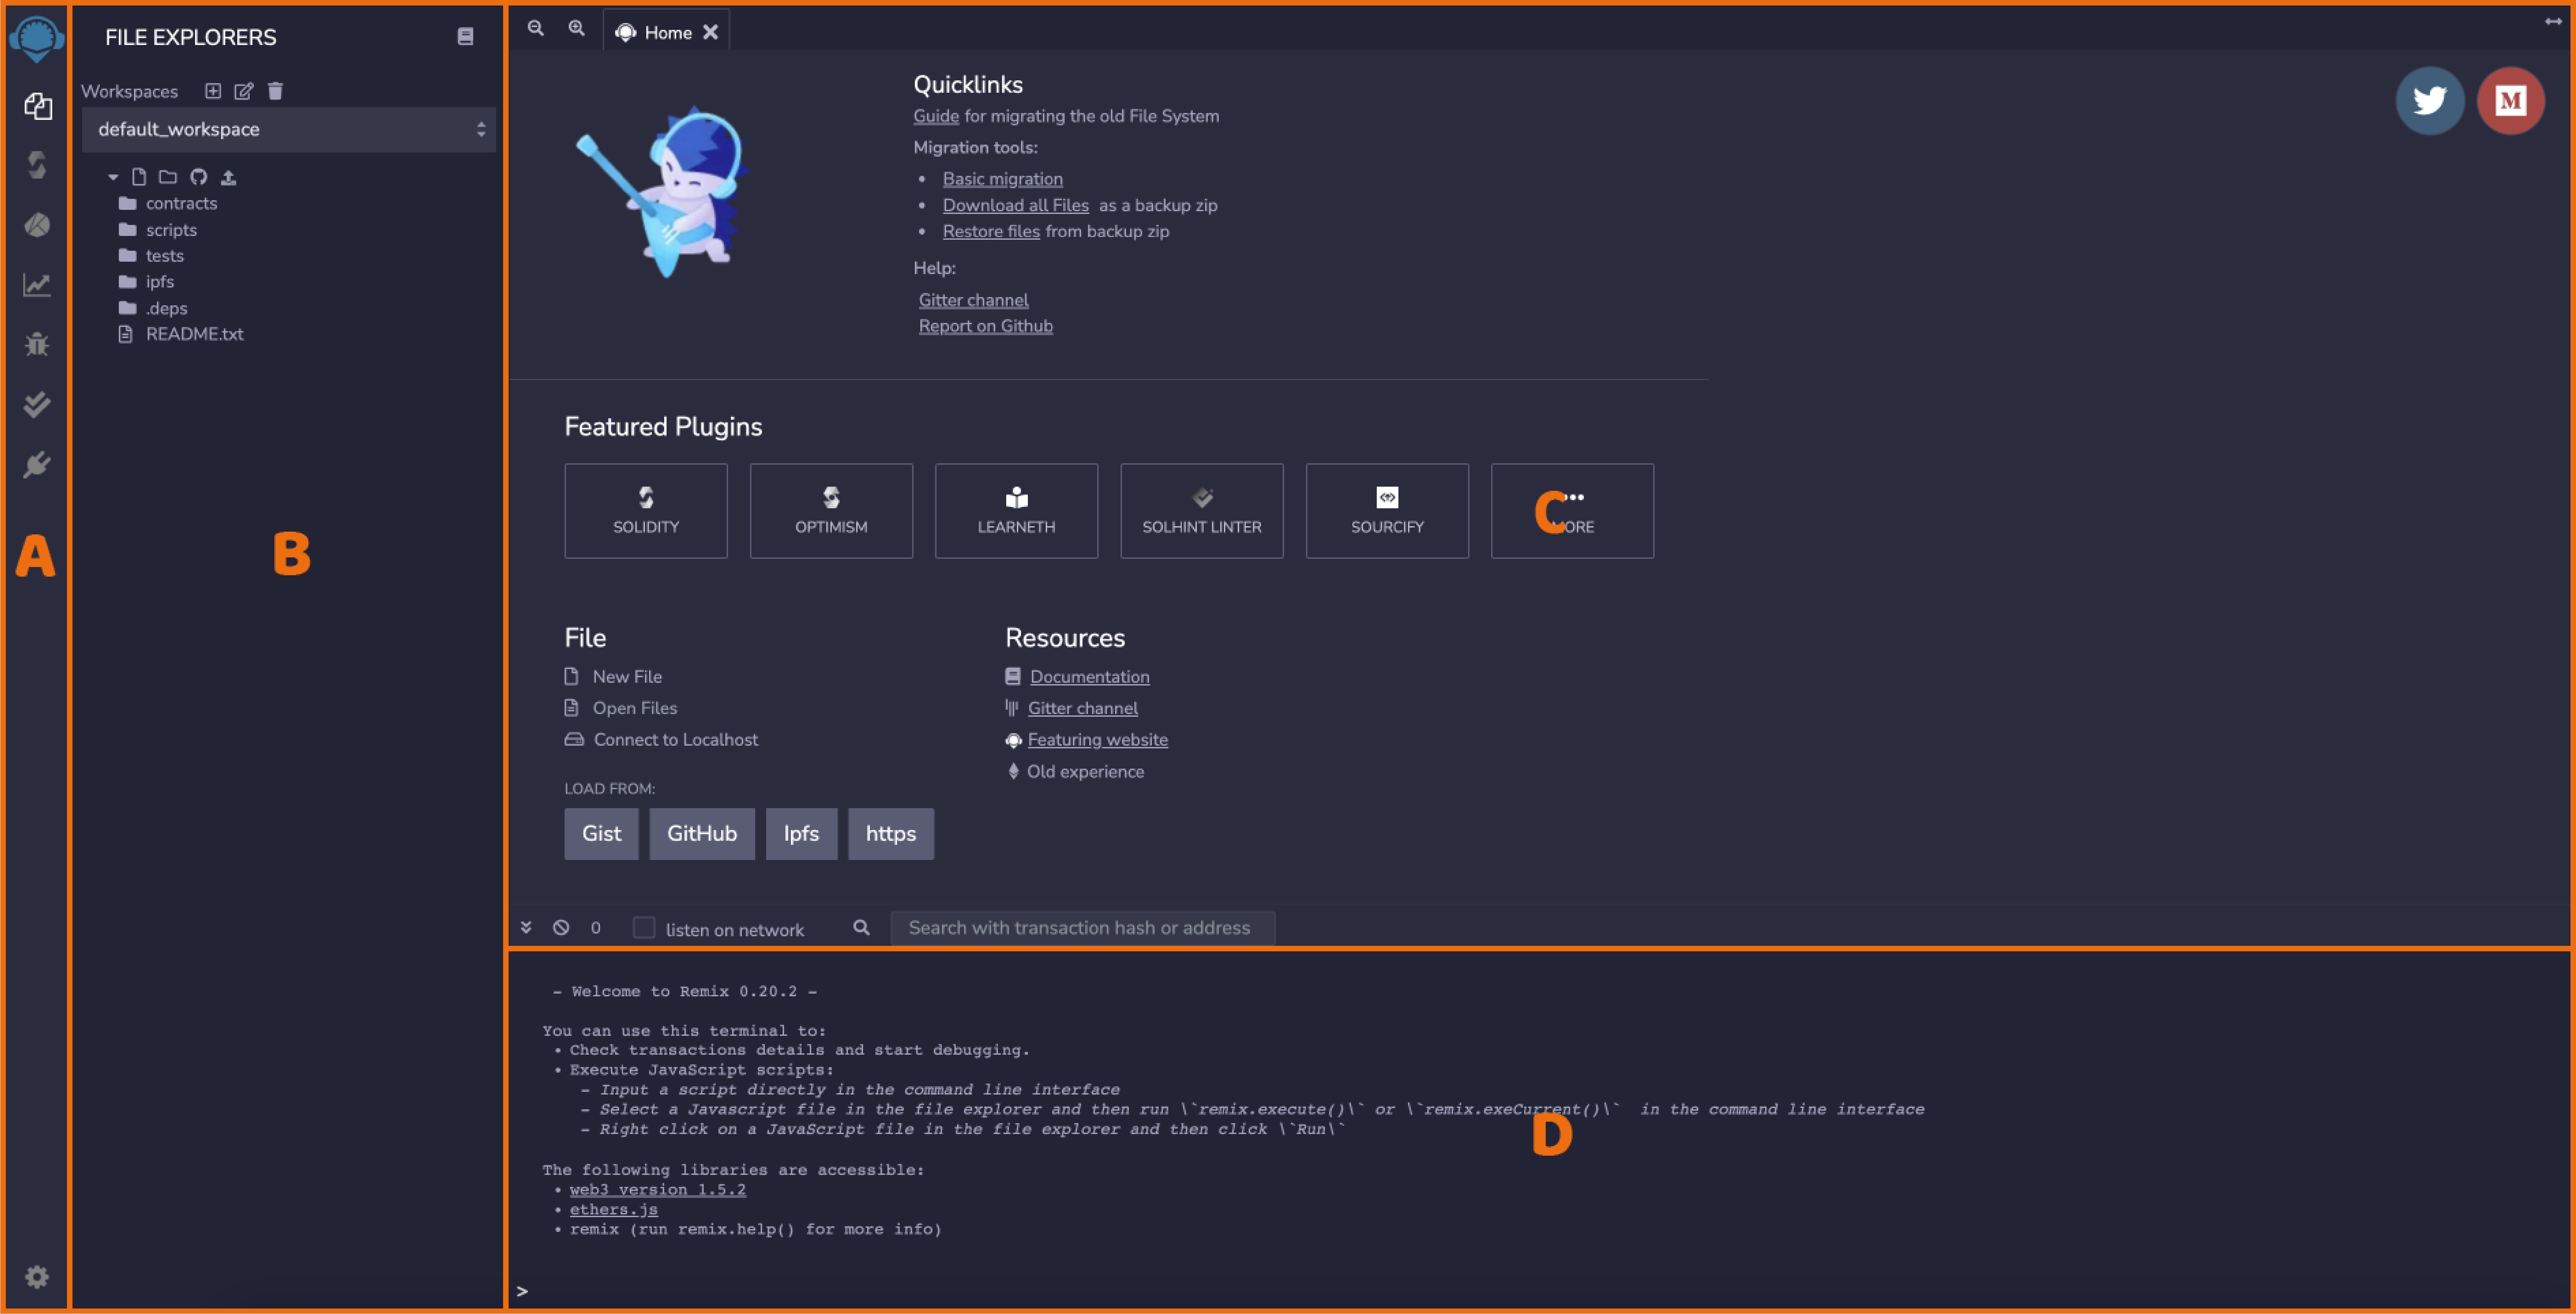 FILE EXPLORERS
Workspaces
default_workspace
contracts
scripts
tests
ipfs
.deps
README.txt
A
B
Home
Quicklinks
Guide for migrating the old File System
Migration tools:
• Basic migration
• Download all Files as a backup zip
• Restore files from backup zip
Help:
Gitter channel
Report on Github
M
Featured Plugins
SOLIDITY
OPTIMISM
LEARNETH
SOLHINT LINTER
SOURCIFY
MORE
C
File
New File
Open Files
Connect to Localhost
LOAD FROM:
Gist GitHub Ipfs https
Resources
Documentation
Gitter channel
Featuring website
Old experience
0 listen on network Search with transaction hash or address
- Welcome to Remix 0.20.2 -
You can use this terminal to:
• Check transactions details and start debugging.
• Execute JavaScript scripts:
- Input a script directly in the command line interface
- Select a Javascript file in the file explorer and then run \`remix.execute()\` or \`remix.exeCurrent()\` in the command line interface
- Right click on a JavaScript file in the file explorer and then click \`Run\`
D
The following libraries are accessible:
• web3 version 1.5.2
• ethers.js
• remix (run remix.help() for more info)
>